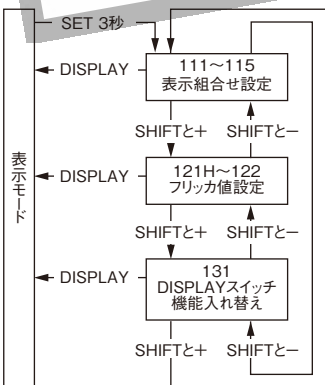 SET 3秒
111～115
表示組合せ設定
DISPLAY
SHIFTと+ SHIFTとー
表示モード
121H～122
フリッカ値設定
DISPLAY
SHIFTと+ SHIFTとー
131
DISPLAYスイッチ
機能入れ替え
DISPLAY
SHIFTと+ SHIFTとー